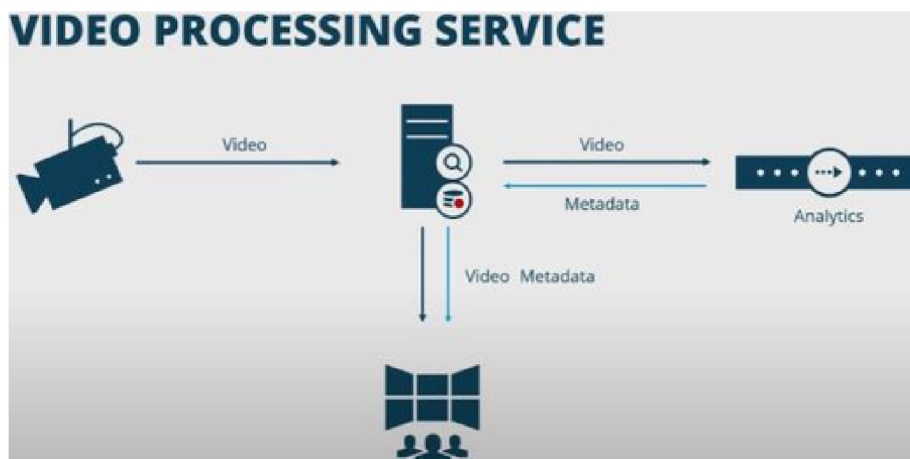 VIDEO PROCESSING SERVICE
Video
Video
Metadata
Analytics
Video Metadata